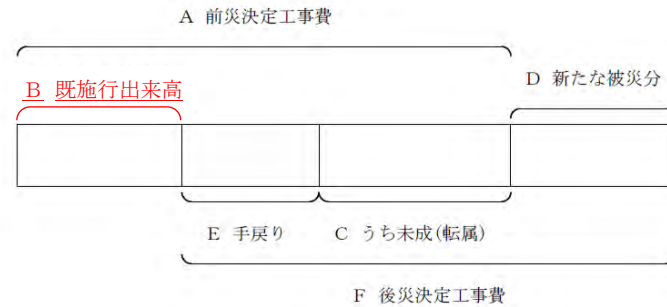 A 前災決定工事費
B 既施行出来高
D 新たな被災分
E 手戻り
C うち未成(転属)
F 後災決定工事費